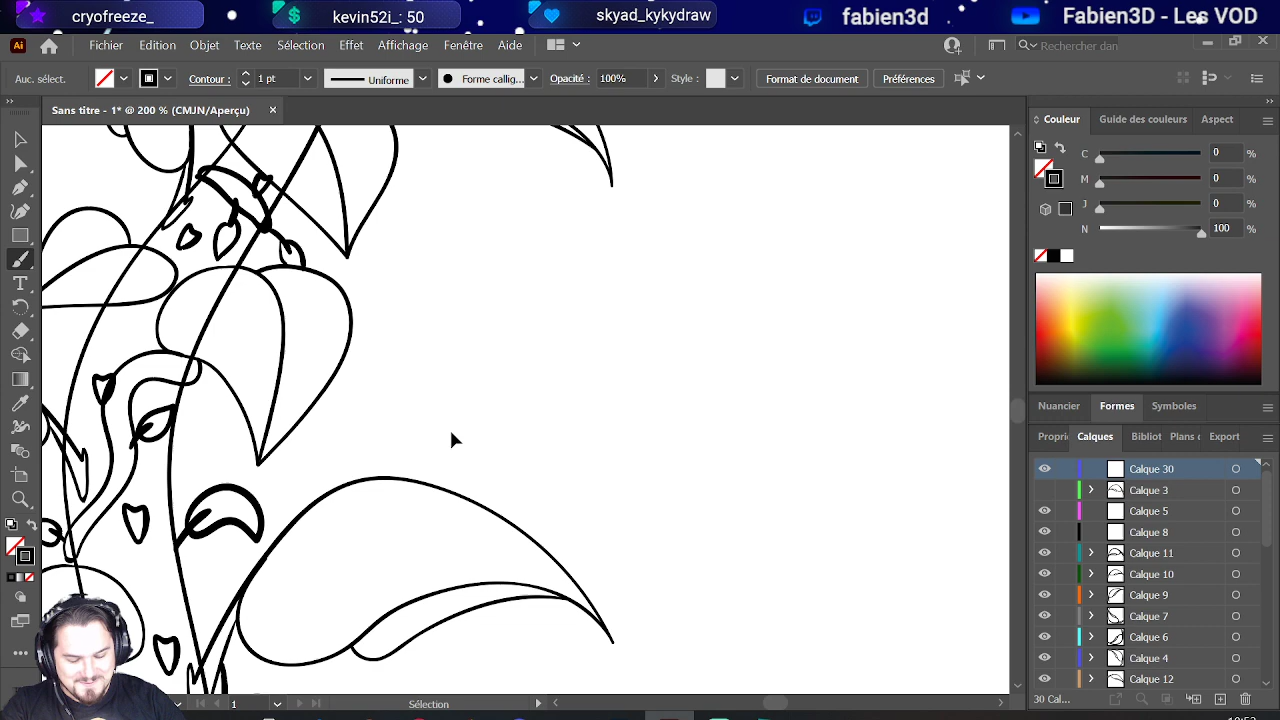 cryofreeze_
kevin52i_: 50
skyad_kykydraw
fabien3d
Fabien3D - Les VOD
Ai
Fichier Edition Objet Texte Sélection Effet Affichage Fenêtre Aide
Rechercher dan
Auc. sélect.
Contour :
1 pt
Uniforme
Forme callig...
Opacité :
100%
Style :
Format de document
Préférences
Sans titre - 1* @ 200 % (CMJN/Aperçu)
Couleur Guide des couleurs Aspect
C 0 %
M 0 %
J 0 %
N 100 %
Nuancier Formes Symboles
Propri Calques Bibliot Plans c Export
Calque 30
Calque 3
Calque 5
Calque 8
Calque 11
Calque 10
Calque 9
Calque 7
Calque 6
Calque 4
Calque 12
30 Cal...
1
Sélection